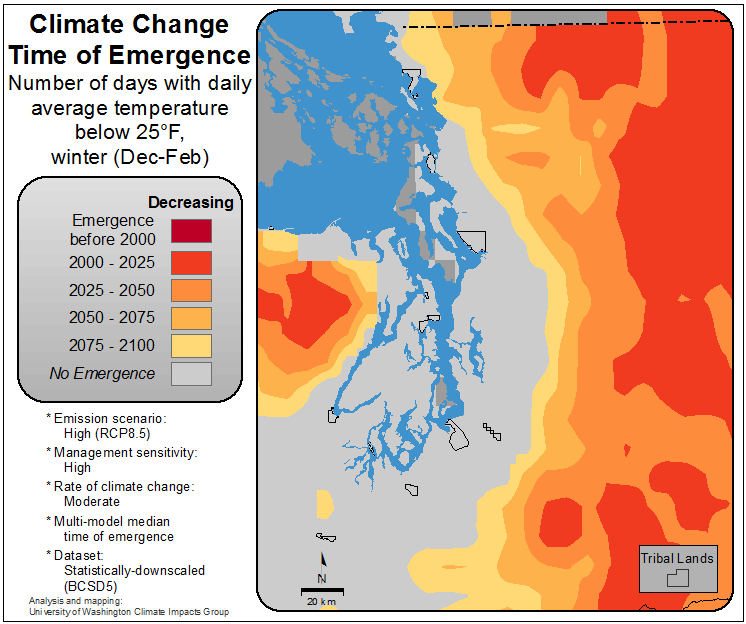 Climate Change
Time of Emergence
Number of days with daily
average temperature
below 25°F,
winter (Dec-Feb)
Decreasing
Emergence
before 2000
2000 - 2025
2025 - 2050
2050 - 2075
2075 - 2100
No Emergence
* Emission scenario:
High (RCP8.5)
* Management sensitivity:
High
* Rate of climate change:
Moderate
* Multi-model median
time of emergence
* Dataset:
Statistically-downscaled
(BCSD5)
Analysis and mapping:
University of Washington Climate Impacts Group
N
20 km
Tribal Lands